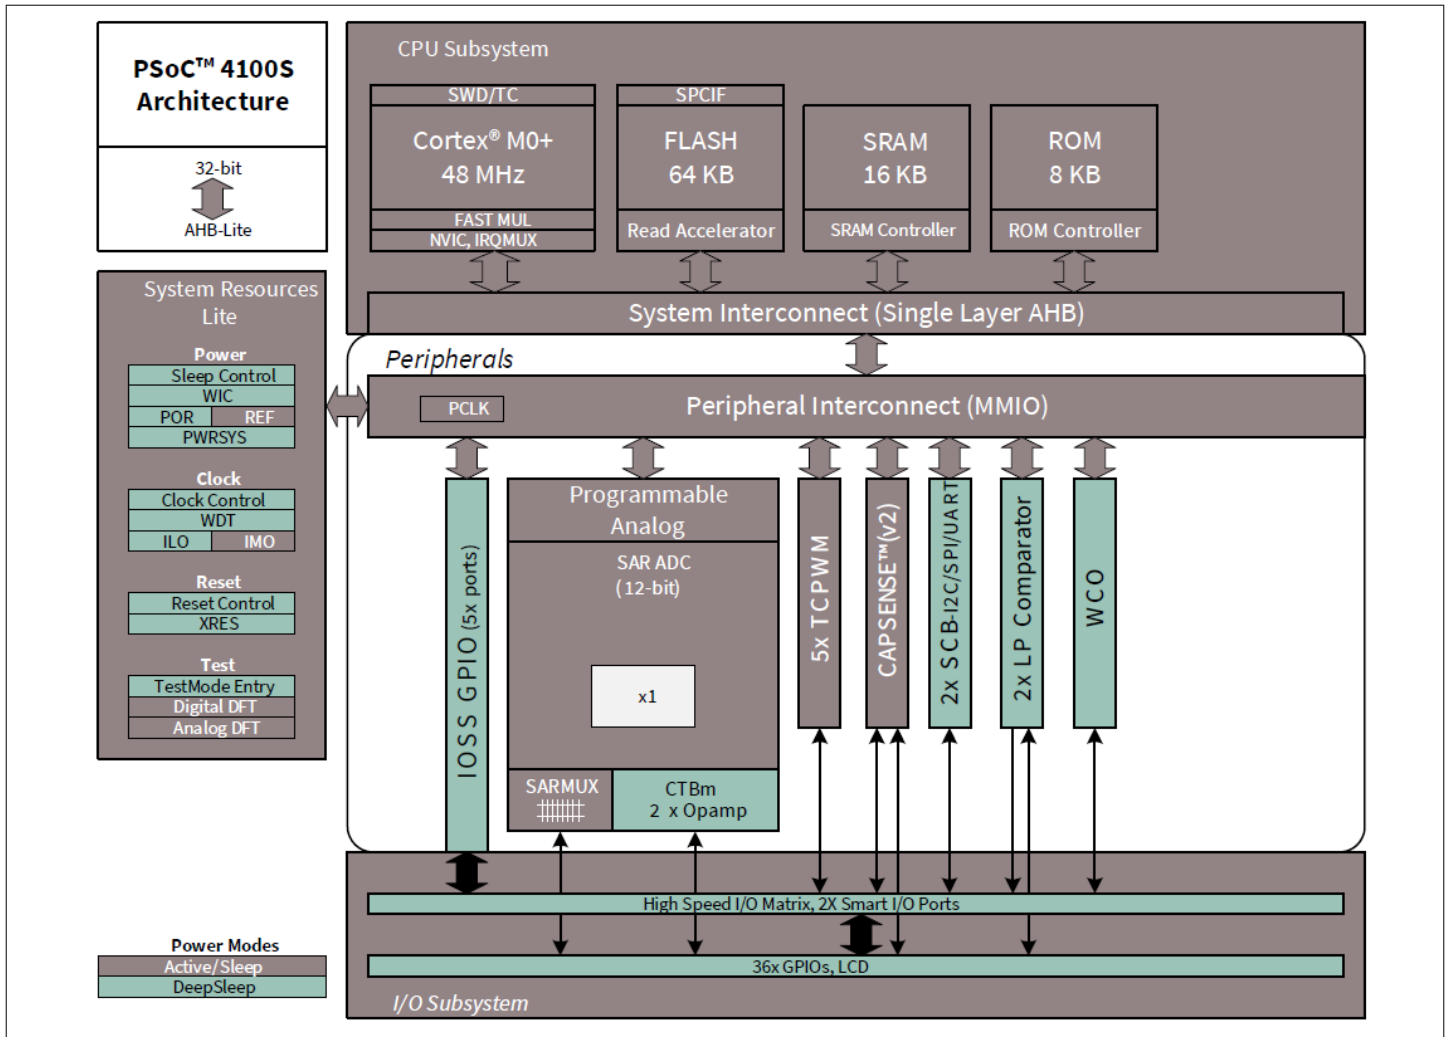 PSoC™ 4100S
Architecture
32-bit
AHB-Lite
CPU Subsystem
SWD/TC
Cortex® M0+
48 MHz
FAST MUL
NVIC, IRQMUX
SPCIF
FLASH
64 KB
Read Accelerator
SRAM
16 KB
SRAM Controller
ROM
8 KB
ROM Controller
System Interconnect (Single Layer AHB)
System Resources
Lite
Power
Sleep Control
WIC
POR
REF
PWRSYS
Clock
Clock Control
WDT
ILO
IMO
Reset
Reset Control
XRES
Test
TestMode Entry
Digital DFT
Analog DFT
Peripherals
PCLK
Peripheral Interconnect (MMIO)
IOSS GPIO (5x ports)
Programmable
Analog
SAR ADC
(12-bit)
x1
SARMUX
CTBm
2 x Opamp
5x TCPWM
CAPSENSE™(v2)
2x SCB-I2C/SPI/UART
2x LP Comparator
WCO
High Speed I/O Matrix, 2X Smart I/O Ports
36x GPIOs, LCD
I/O Subsystem
Power Modes
Active/Sleep
DeepSleep